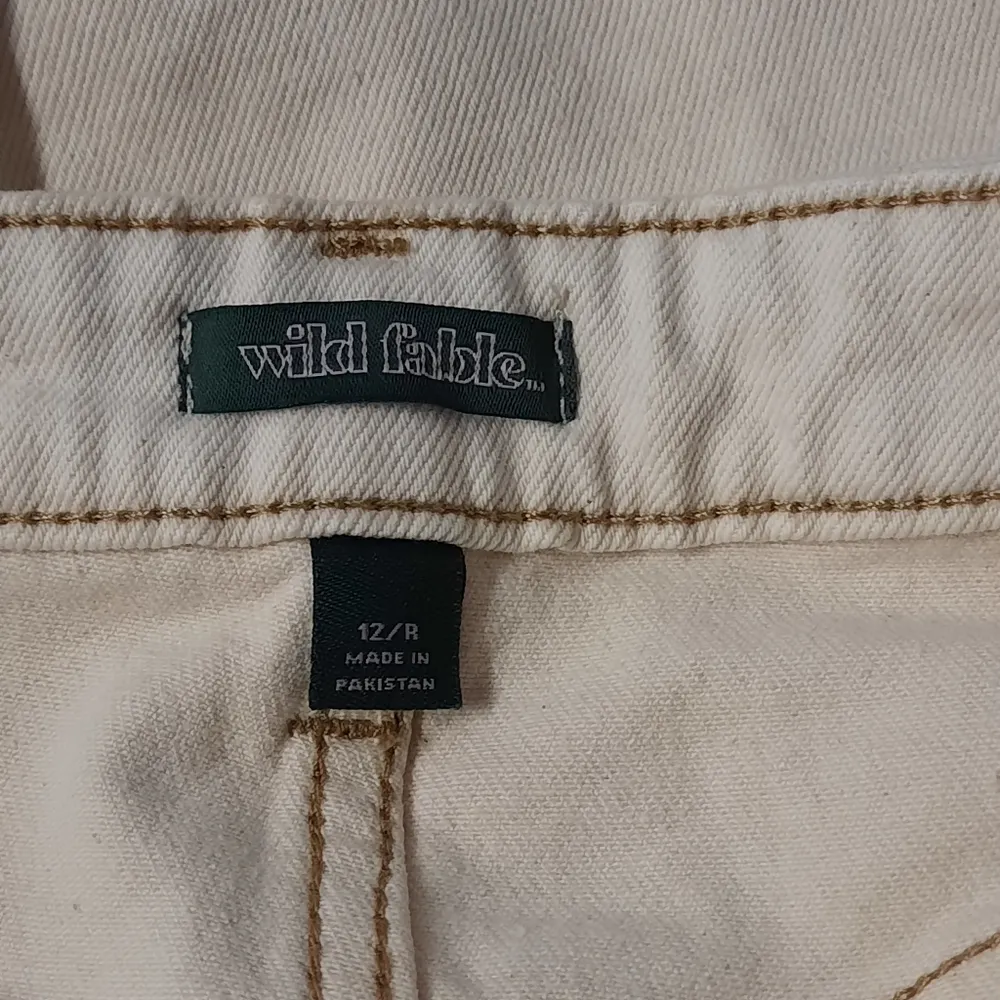 wild fable™
12/R
MADE IN
PAKISTAN